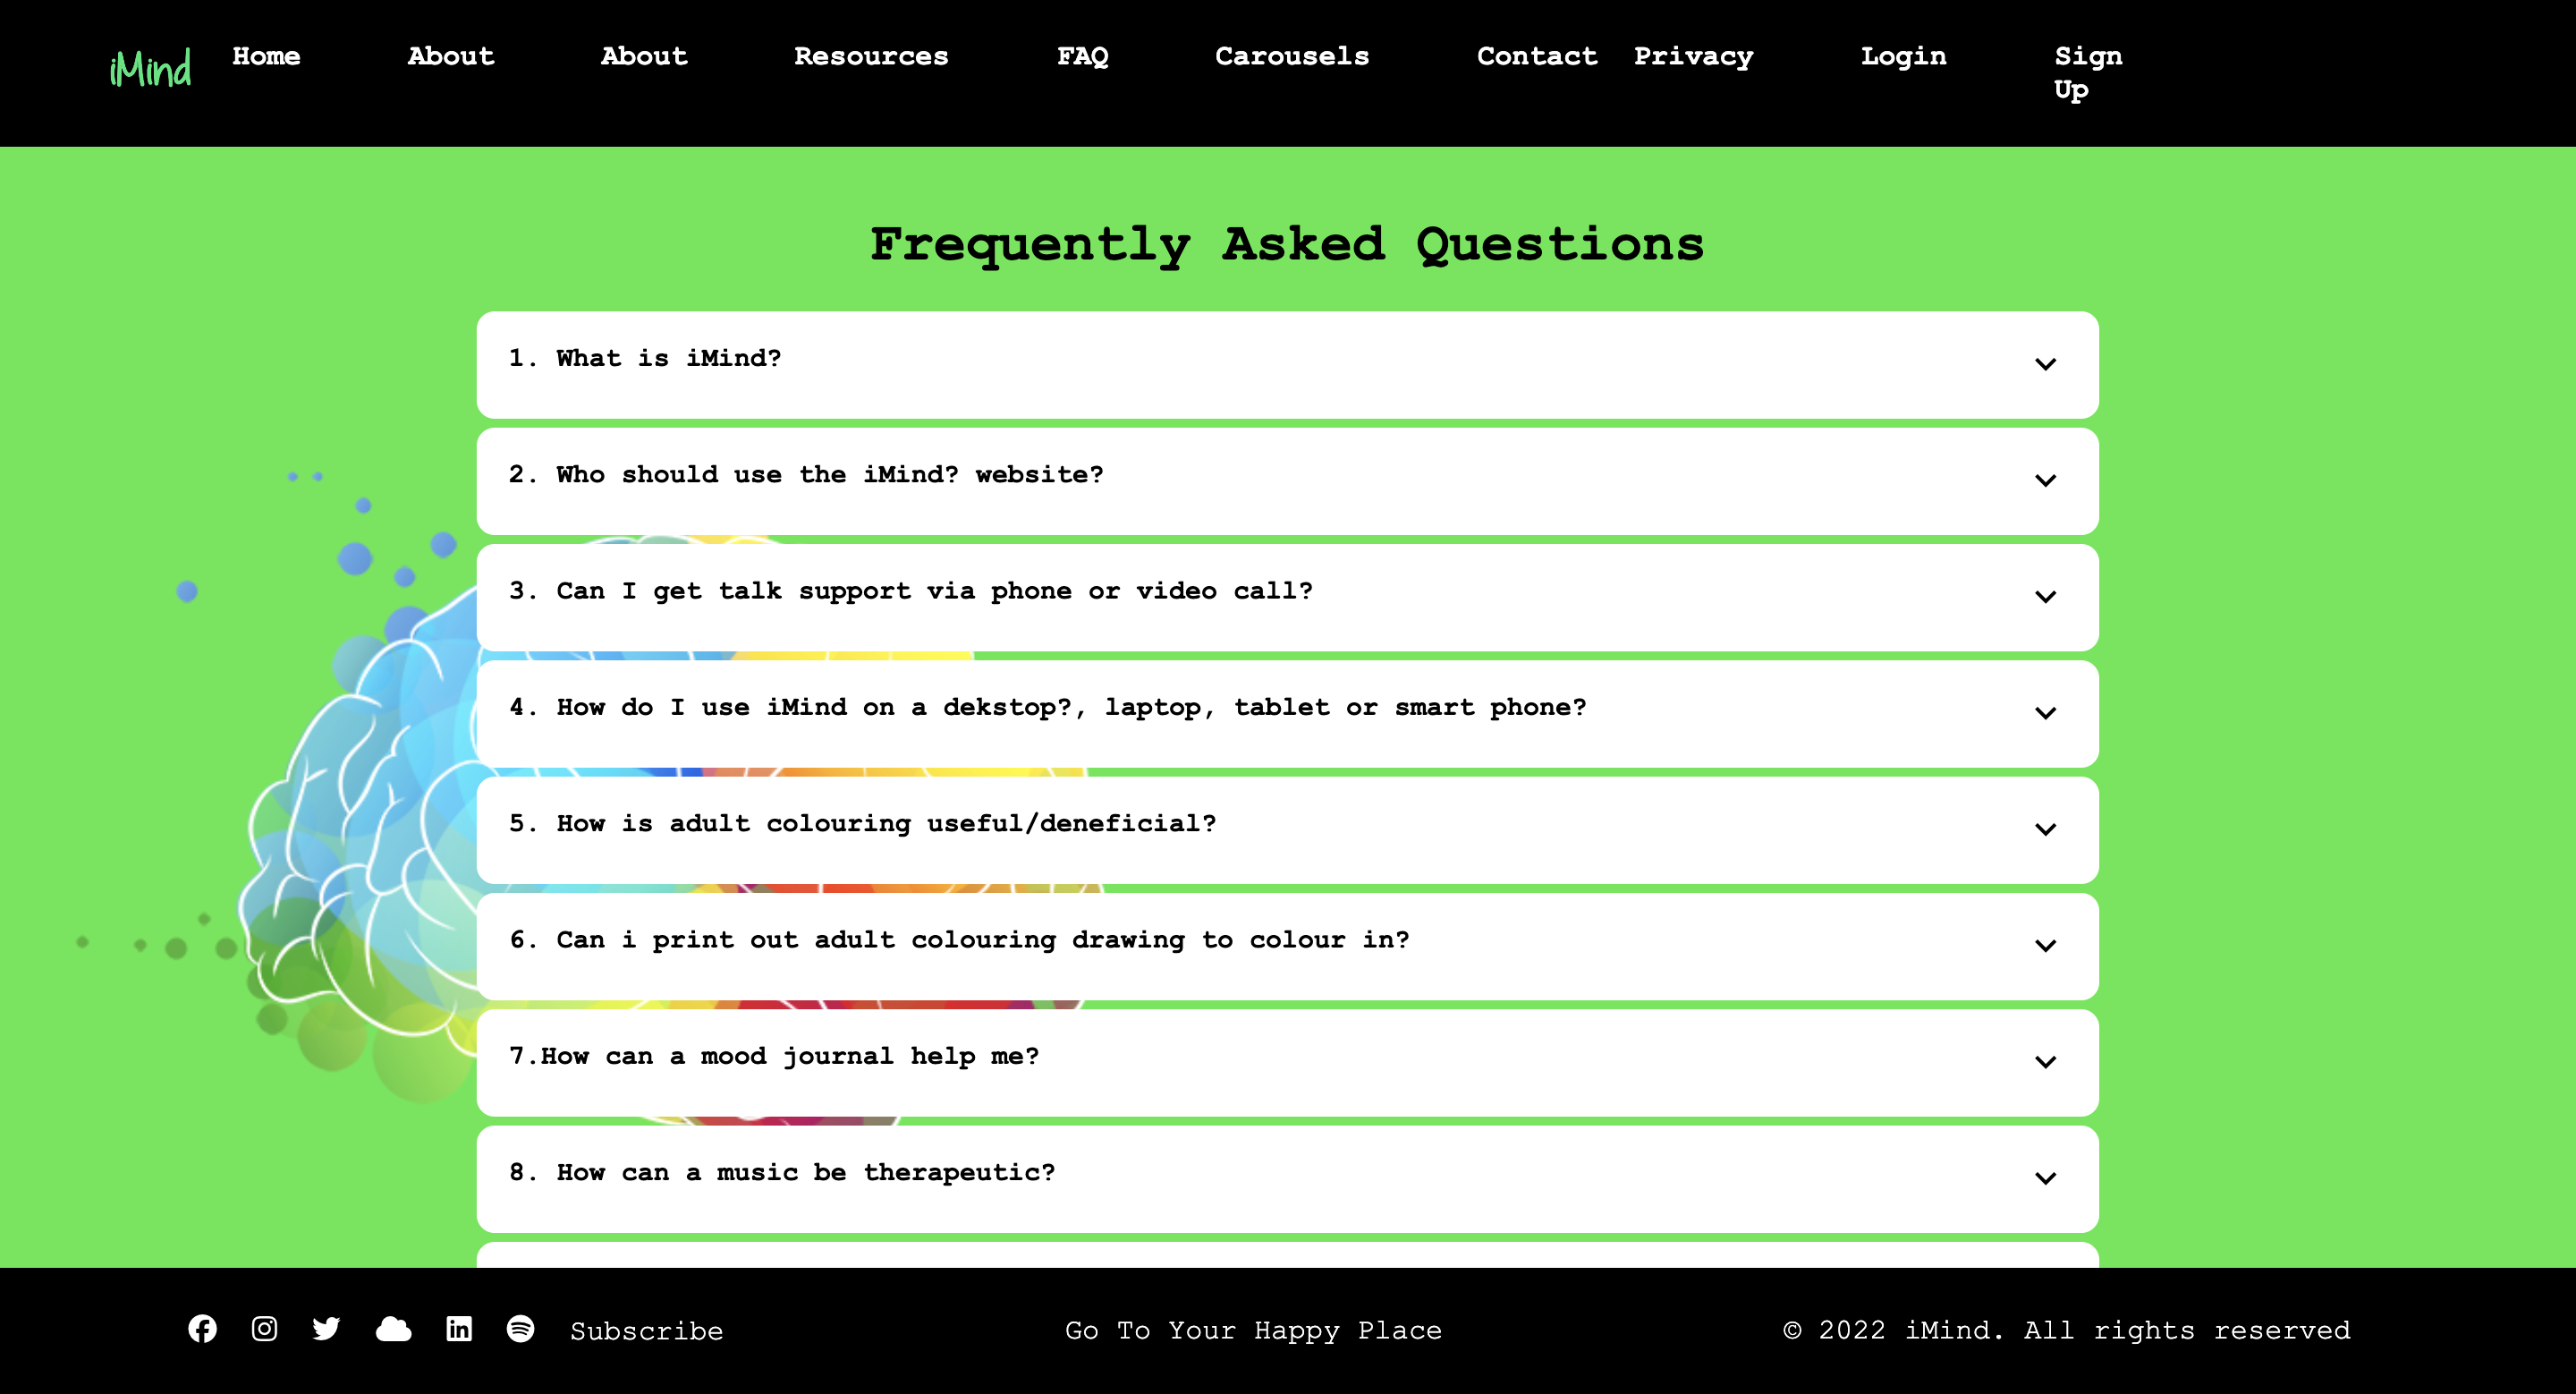 iMind Home About About Resources FAQ Carousels Contact Privacy Login Sign
Up
Frequently Asked Questions
1. What is iMind?
2. Who should use the iMind? website?
3. Can I get talk support via phone or video call?
4. How do I use iMind on a dekstop?, laptop, tablet or smart phone?
5. How is adult colouring useful/deneficial?
6. Can i print out adult colouring drawing to colour in?
7.How can a mood journal help me?
8. How can a music be therapeutic?
Subscribe Go To Your Happy Place © 2022 iMind. All rights reserved